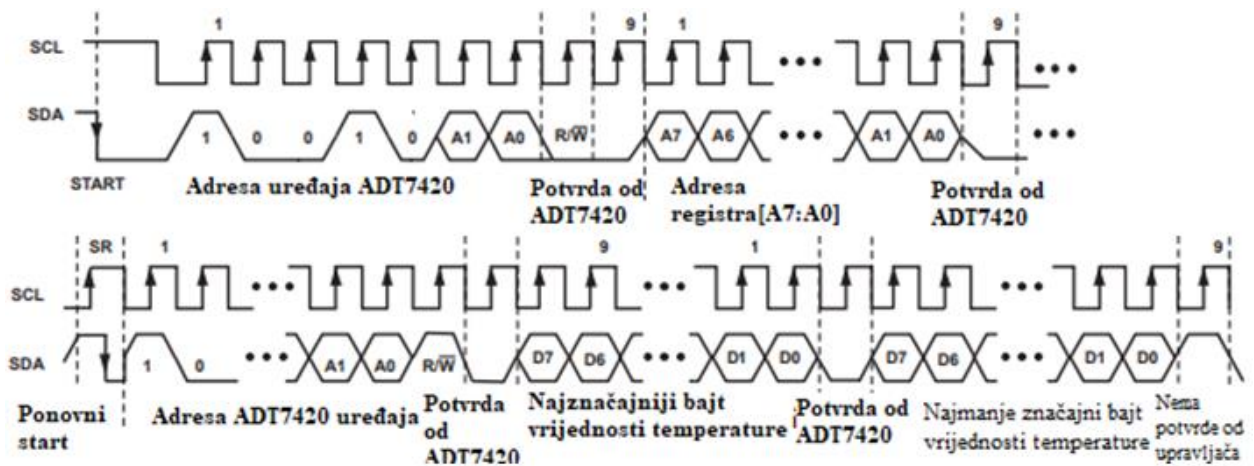 1 9 1 9
SCL
SDA
1 0 0 1 0 A1 A0 R/W̅ A7 A6 A1 A0
START
Adresa uređaja ADT7420
Potvrda od
ADT7420
Adresa
registra[A7:A0]
Potvrda od
ADT7420
SR 1 9 1 9
SCL
SDA
1 0 A1 A0 R/W̅ D7 D6 D1 D0 D7 D6 D1 D0
Ponovni
start
Adresa ADT7420 uređaja
Potvrda
od
ADT7420
Najznačajniji bajt
vrijednosti temperature
Potvrda od
ADT7420
Najmanje značajni bajt
vrijednosti temperature
Nema
potvrde od
upravljača